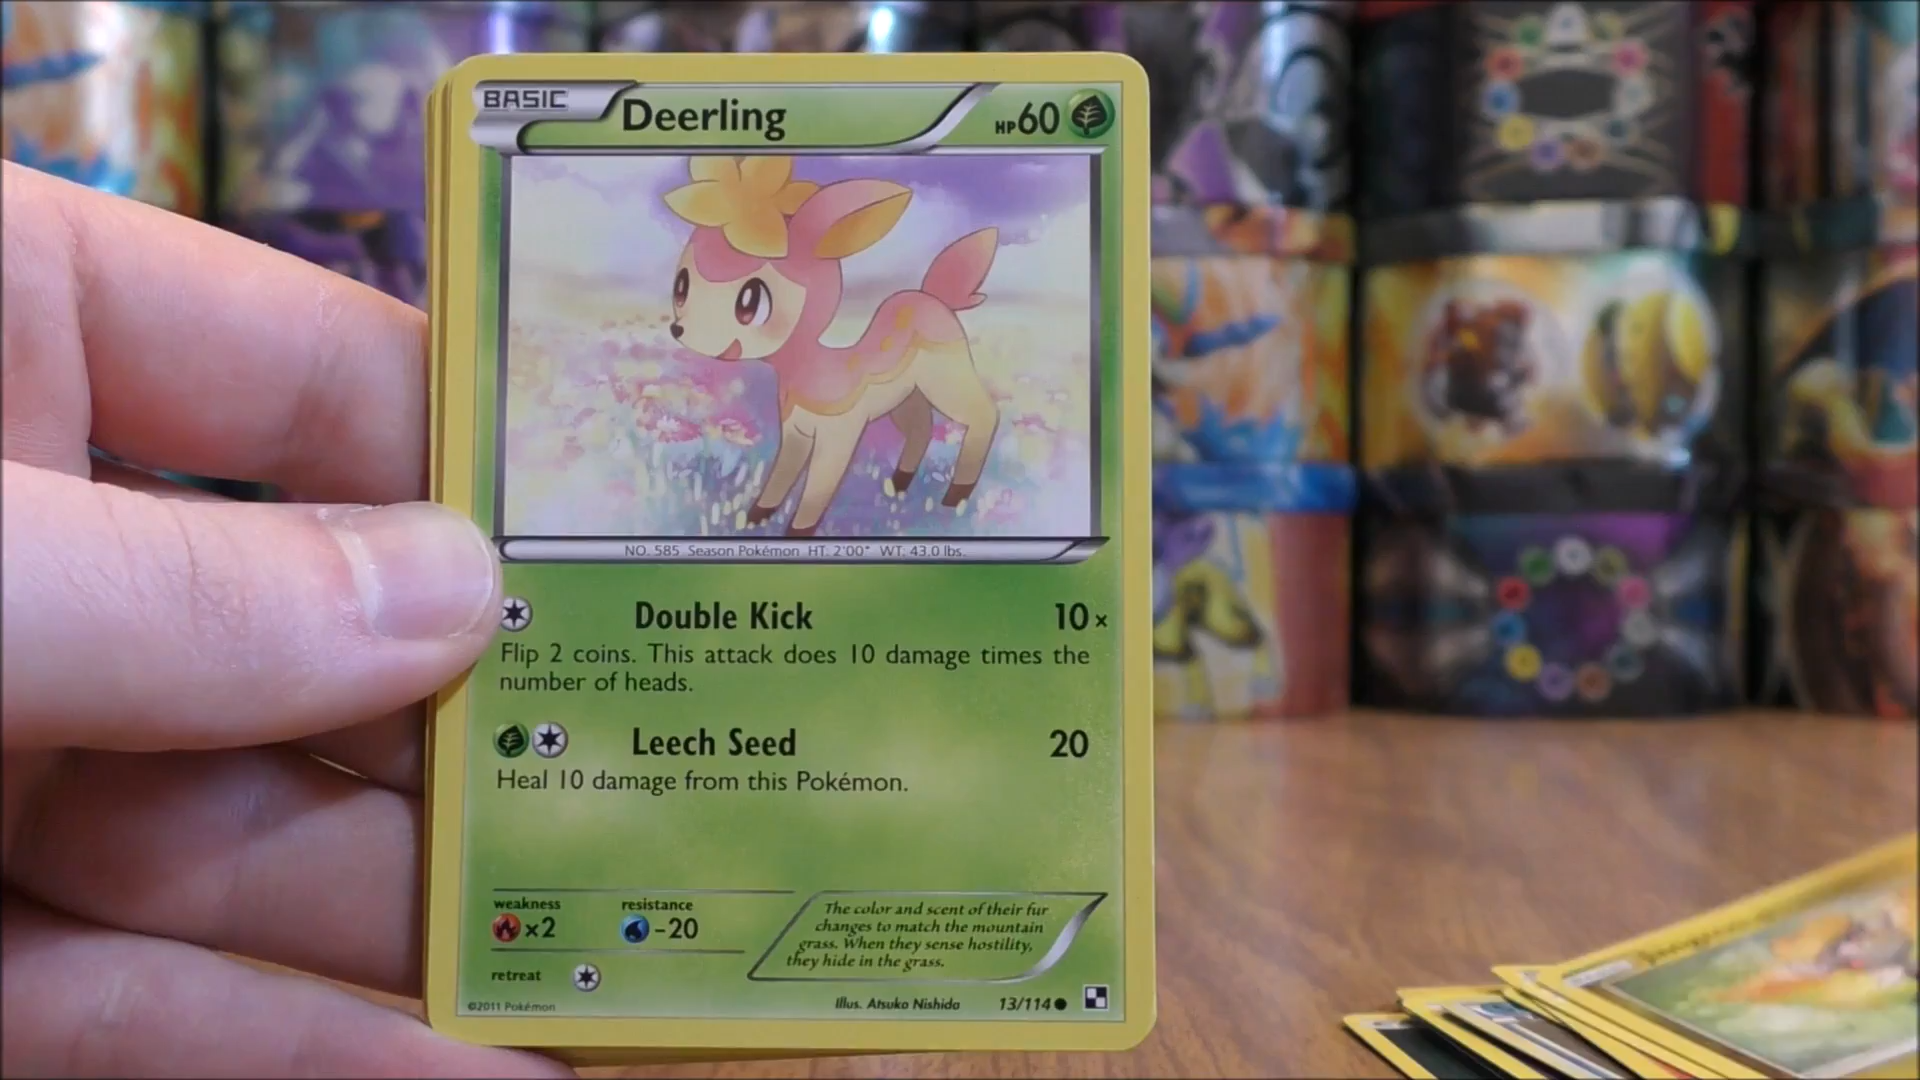 BASIC Deerling HP60
NO. 585 Season Pokémon HT: 2'00" WT: 43.0 lbs.
Double Kick 10×
Flip 2 coins. This attack does 10 damage times the
number of heads.
Leech Seed 20
Heal 10 damage from this Pokémon.
weakness resistance
×2 -20
retreat
The color and scent of their fur
changes to match the mountain
grass. When they sense hostility,
they hide in the grass.
©2011 Pokémon Illus. Atsuko Nishida 13/114